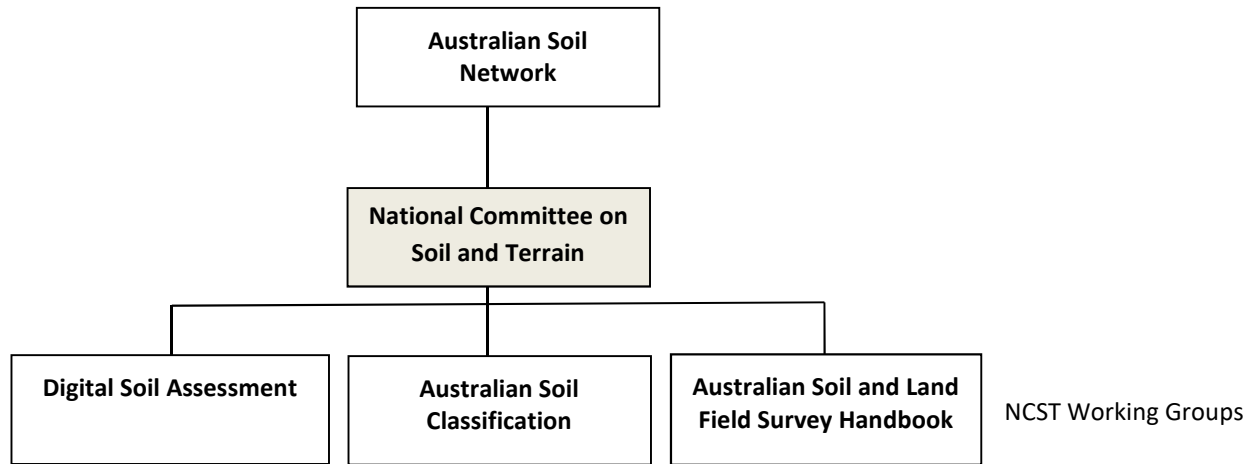 Australian Soil
Network
National Committee on
Soil and Terrain
Digital Soil Assessment
Australian Soil
Classification
Australian Soil and Land
Field Survey Handbook
NCST Working Groups